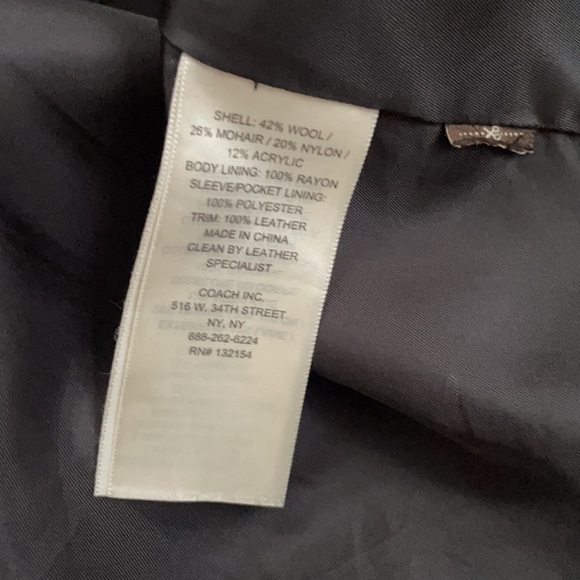 SHELL: 42% WOOL /
26% MOHAIR / 20% NYLON /
12% ACRYLIC
BODY LINING: 100% RAYON
SLEEVE/POCKET LINING:
100% POLYESTER
TRIM: 100% LEATHER
MADE IN CHINA
CLEAN BY LEATHER
SPECIALIST
COACH INC.
516 W. 34TH STREET
NY, NY
888-262-6224
RN# 132154